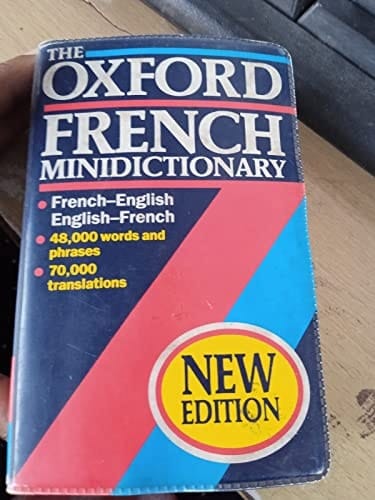 THE
OXFORD
FRENCH
MINIDICTIONARY
French–English
English–French
48,000 words and
phrases
70,000
translations
NEW
EDITION